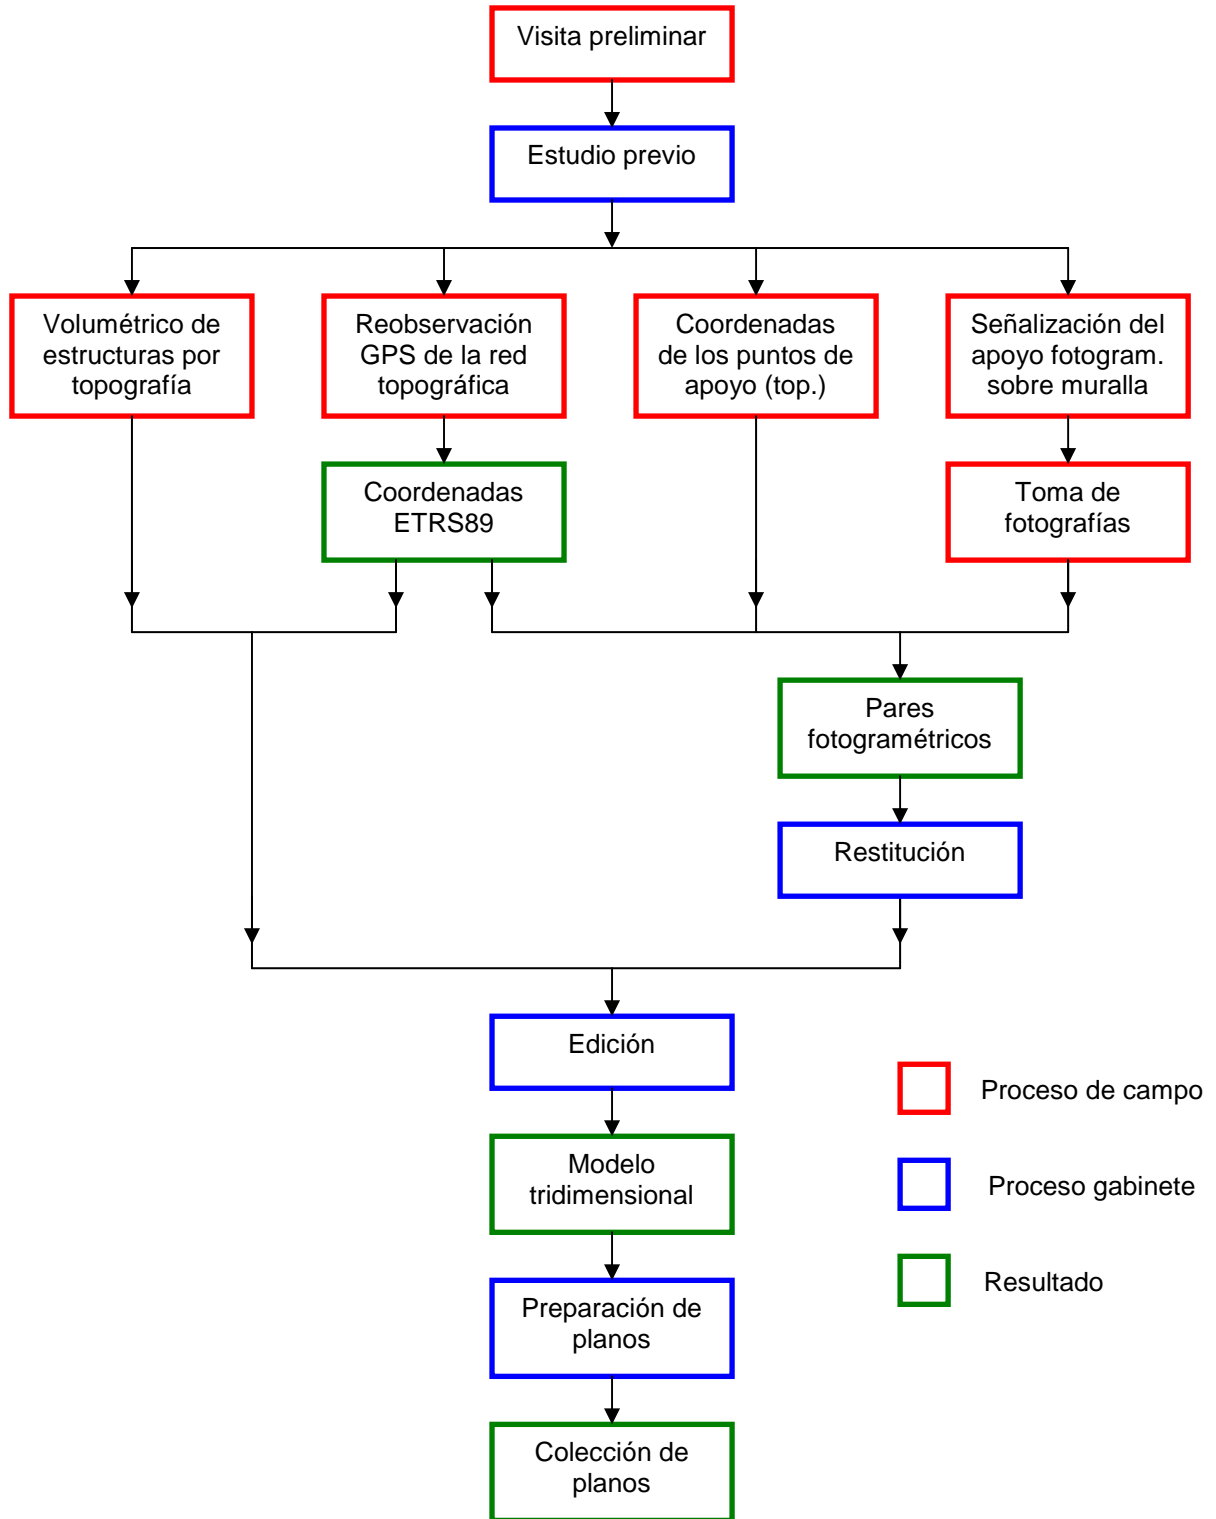 Visita preliminar
Estudio previo
Volumétrico de
estructuras por
topografía
Reobservación
GPS de la red
topográfica
Coordenadas
de los puntos de
apoyo (top.)
Señalización del
apoyo fotogram.
sobre muralla
Coordenadas
ETRS89
Toma de
fotografías
Pares
fotogramétricos
Restitución
Edición
Modelo
tridimensional
Preparación de
planos
Colección de
planos
Proceso de campo
Proceso gabinete
Resultado